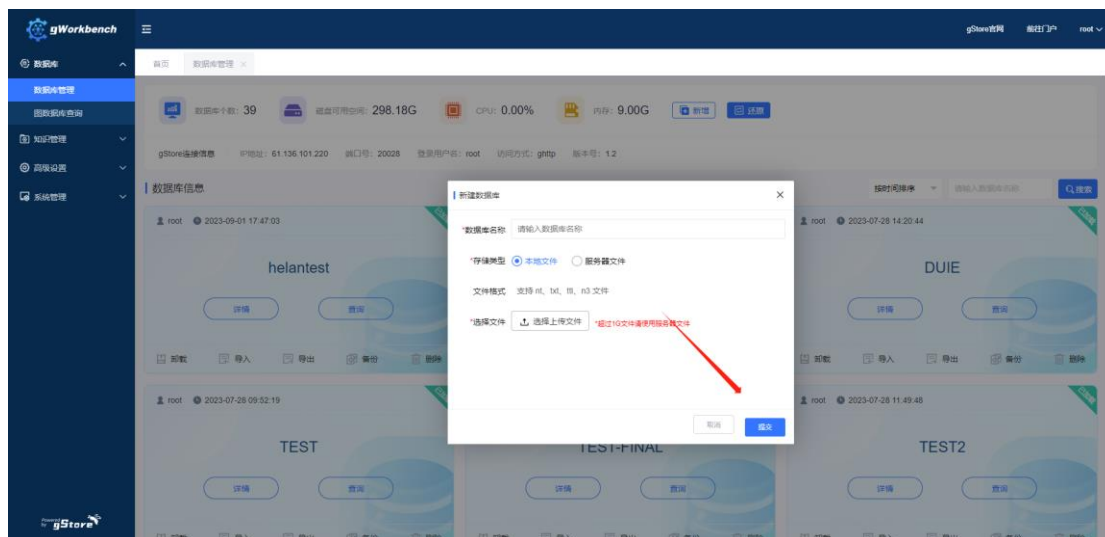 gWorkbench
gStore官网 前往门户 root
数据库
首页 数据库管理 ×
数据库管理
图数据库查询
知识管理
高级设置
系统管理
数据库个数: 39 磁盘可用空间: 298.18G CPU: 0.00% 内存: 9.00G 新增 还原
gStore连接信息 IP地址: 61.136.101.220 端口号: 20028 登录用户名: root 访问方式: ghttp 版本号: 1.2
数据库信息 按时间排序 请输入数据库名称 搜索
root 2023-09-01 17:47:03
helantest
详情 查询
卸载 导入 导出 备份 删除
新建数据库 ×
*数据库名称 请输入数据库名称
*存储类型 本地文件 服务器文件
文件格式 支持 nt、txt、ttl、n3 文件
*选择文件 选择上传文件 *超过1G文件请使用服务器文件
取消 提交
root 2023-07-28 14:20:44
DUIE
详情 查询
卸载 导入 导出 备份 删除
root 2023-07-28 09:52:19
TEST
详情 查询
TEST-FINAL
详情 查询
root 2023-07-28 11:49:48
TEST2
详情 查询
Powered by gStore